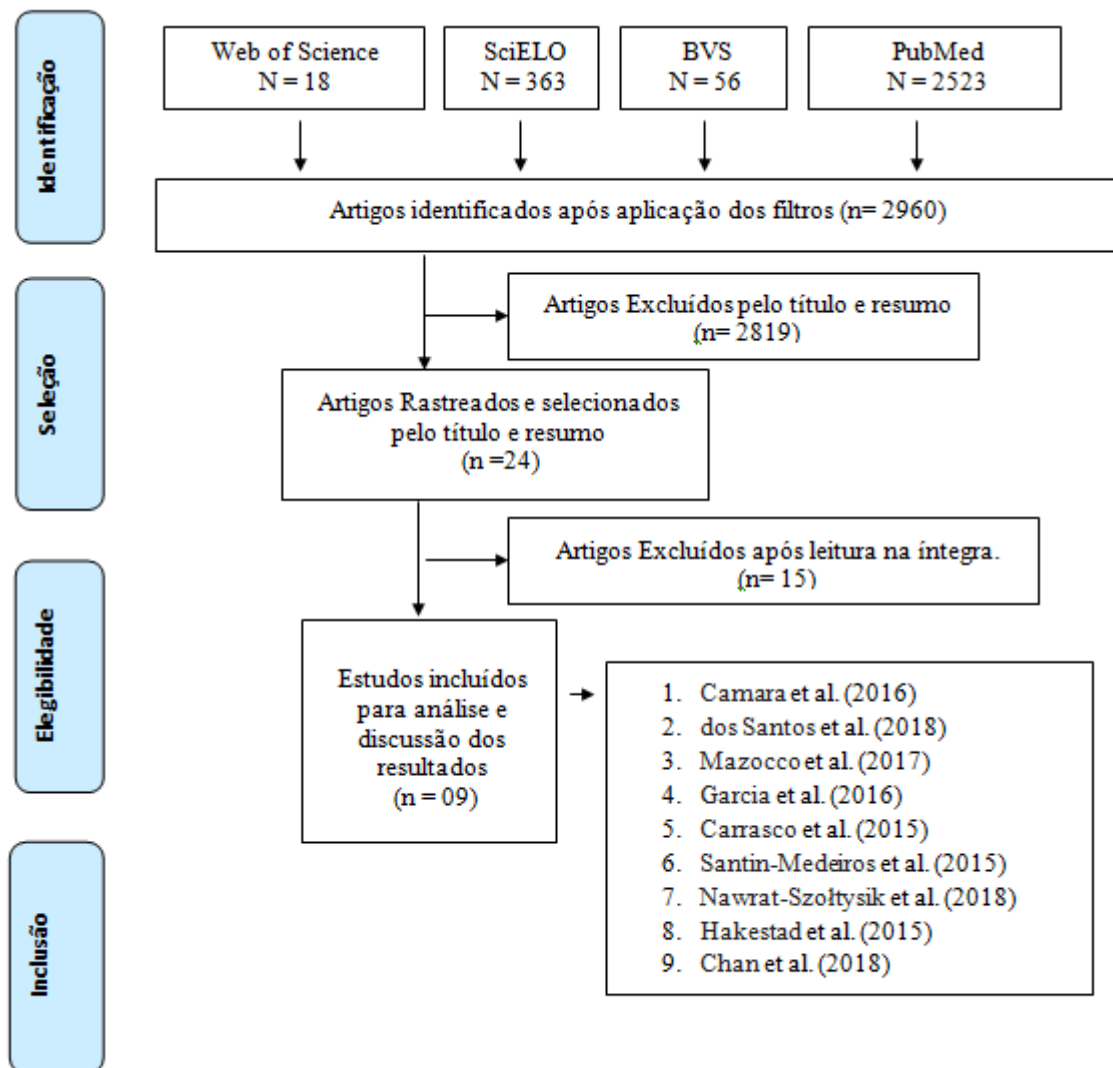 Identificação
Web of Science
N = 18
SciELO
N = 363
BVS
N = 56
PubMed
N = 2523
Artigos identificados após aplicação dos filtros (n= 2960)
Seleção
Artigos Excluídos pelo título e resumo
(n= 2819)
Artigos Rastreados e selecionados
pelo título e resumo
(n =24)
Elegibilidade
Artigos Excluídos após leitura na íntegra.
(n= 15)
Estudos incluídos
para análise e
discussão dos
resultados
(n = 09)
Inclusão
1. Camara et al. (2016)
2. dos Santos et al. (2018)
3. Mazocco et al. (2017)
4. Garcia et al. (2016)
5. Carrasco et al. (2015)
6. Santin-Medeiros et al. (2015)
7. Nawrat-Szołtysik et al. (2018)
8. Hakestad et al. (2015)
9. Chan et al. (2018)